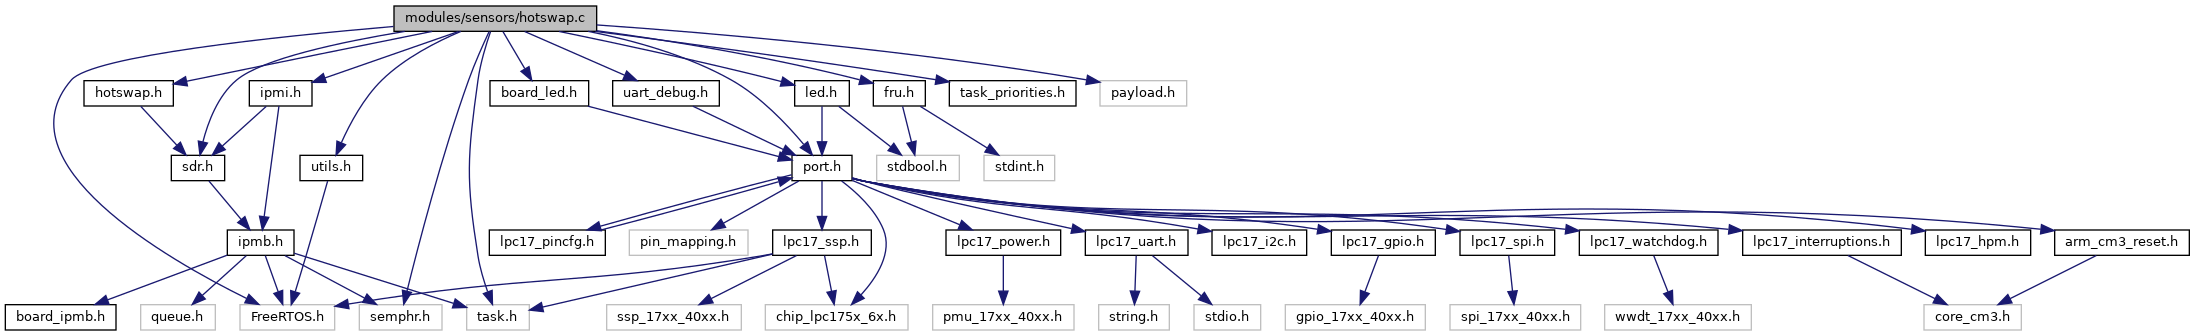 modules/sensors/hotswap.c
hotswap.h
ipmi.h
board_led.h
uart_debug.h
led.h
fru.h
task_priorities.h
payload.h
sdr.h
utils.h
port.h
stdbool.h
stdint.h
ipmb.h
lpc17_pincfg.h
pin_mapping.h
lpc17_ssp.h
lpc17_power.h
lpc17_uart.h
lpc17_i2c.h
lpc17_gpio.h
lpc17_spi.h
lpc17_watchdog.h
lpc17_interruptions.h
lpc17_hpm.h
arm_cm3_reset.h
board_ipmb.h
queue.h
FreeRTOS.h
semphr.h
task.h
ssp_17xx_40xx.h
chip_lpc175x_6x.h
pmu_17xx_40xx.h
string.h
stdio.h
gpio_17xx_40xx.h
spi_17xx_40xx.h
wwdt_17xx_40xx.h
core_cm3.h